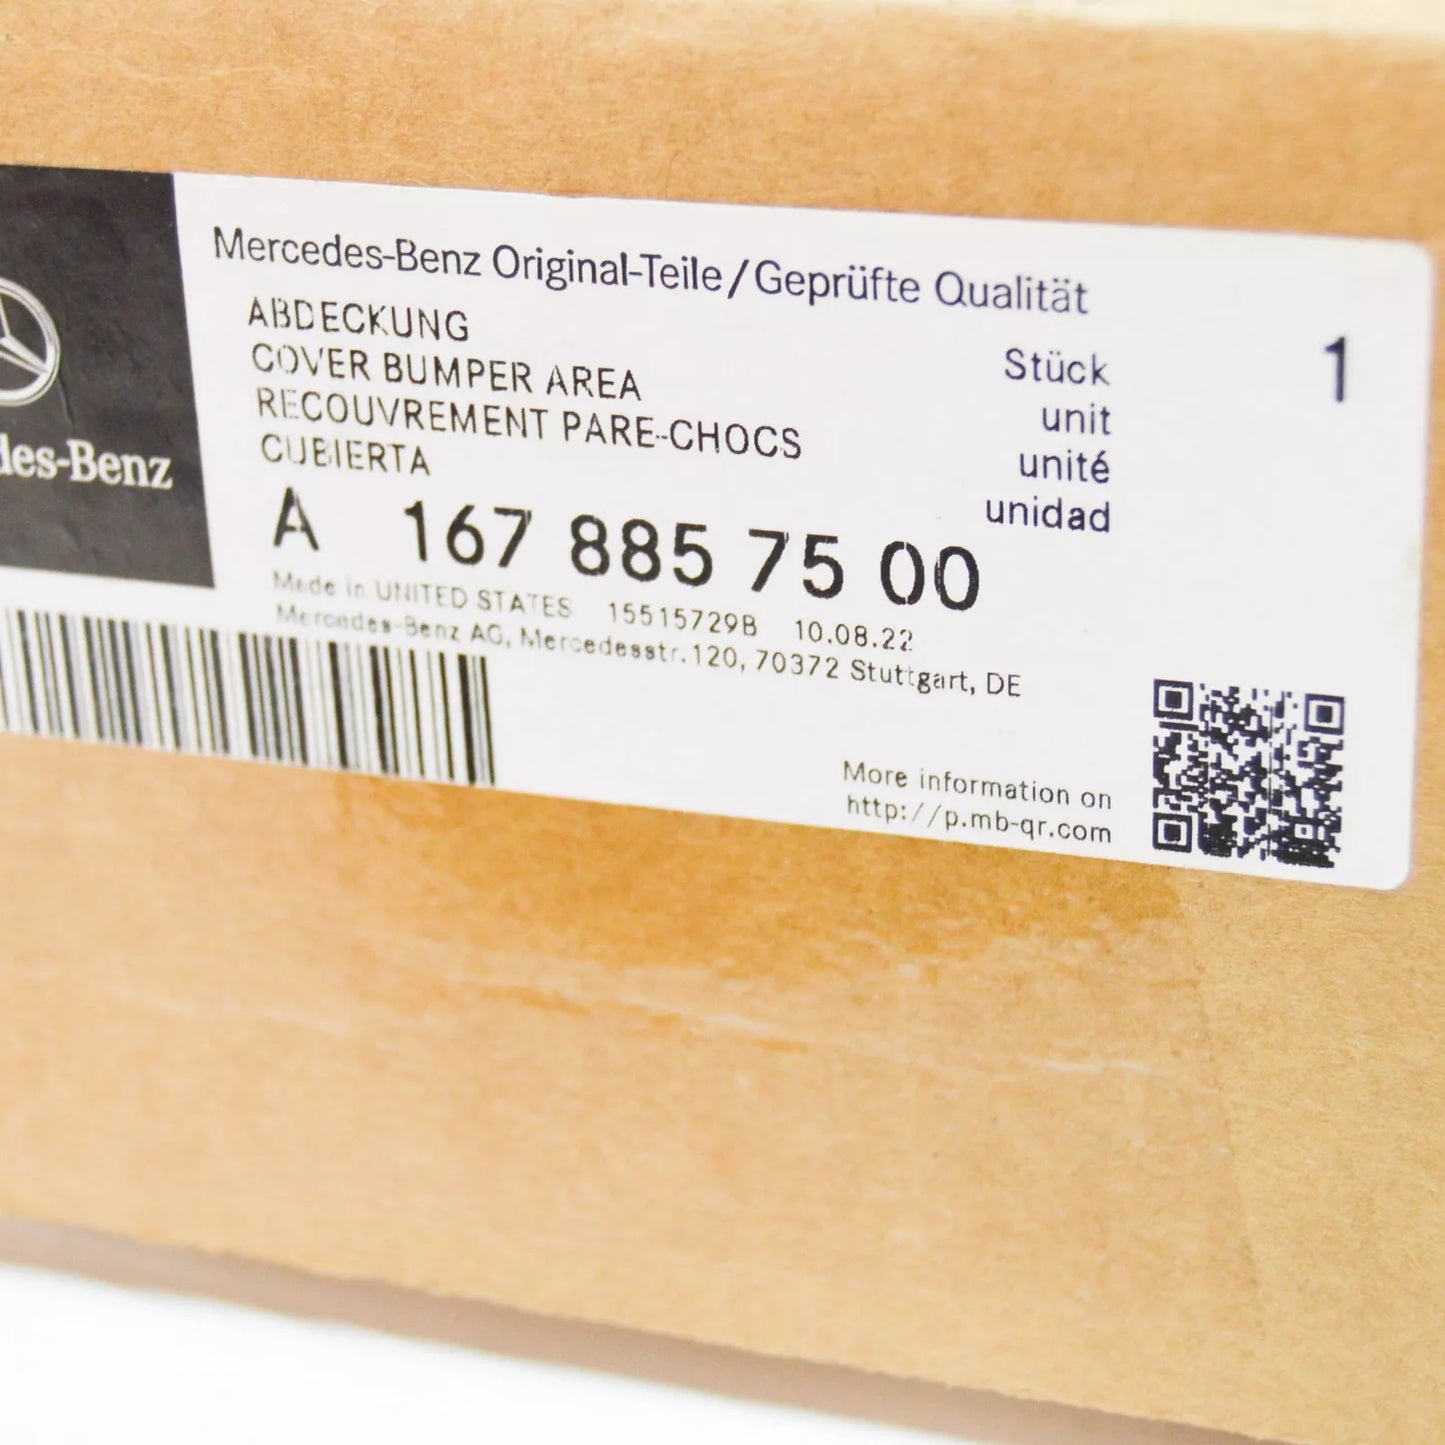 des-Benz
Mercedes-Benz Original-Teile/Geprüfte Qualität
ABDECKUNG
COVER BUMPER AREA
RECOUVREMENT PARE-CHOCS
CUBIERTA
Stück 1
unit
unité
unidad
A 167 885 75 00
Made in UNITED STATES 15515729B 10.08.22
Mercedes-Benz AG, Mercedesstr.120, 70372 Stuttgart, DE
More information on
http://p.mb-qr.com